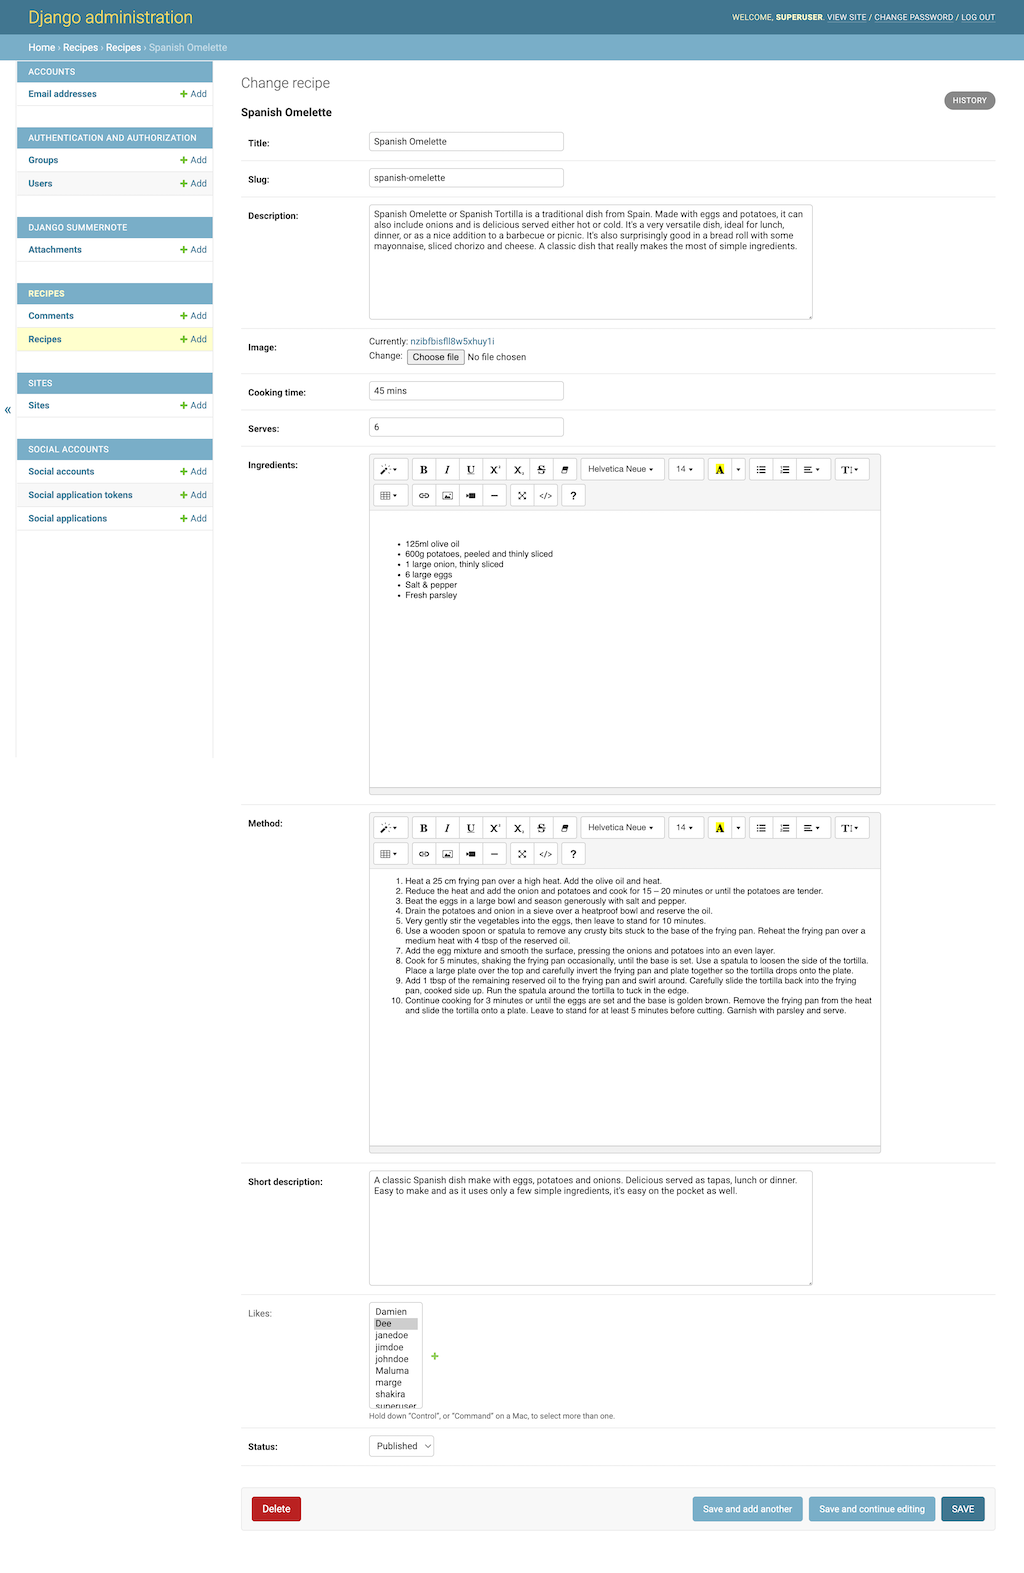 Django administration
WELCOME, SUPERUSER. VIEW SITE / CHANGE PASSWORD / LOG OUT
Home › Recipes › Recipes › Spanish Omelette
ACCOUNTS
Email addresses + Add
AUTHENTICATION AND AUTHORIZATION
Groups + Add
Users + Add
DJANGO SUMMERNOTE
Attachments + Add
RECIPES
Comments + Add
Recipes + Add
SITES
Sites + Add
SOCIAL ACCOUNTS
Social accounts + Add
Social application tokens + Add
Social applications + Add
«
Change recipe
HISTORY
Spanish Omelette
Title: Spanish Omelette
Slug: spanish-omelette
Description:
Spanish Omelette or Spanish Tortilla is a traditional dish from Spain. Made with eggs and potatoes, it can
also include onions and is delicious served either hot or cold. It's a very versatile dish, ideal for lunch,
dinner, or as a nice addition to a barbecue or picnic. It's also surprisingly good in a bread roll with some
mayonnaise, sliced chorizo and cheese. A classic dish that really makes the most of simple ingredients.
Image:
Currently: nzibfbisfll8w5xhuy1i
Change: Choose file No file chosen
Cooking time: 45 mins
Serves: 6
Ingredients:
B I U X² X₂ S Helvetica Neue 14 A T
</> ?
• 125ml olive oil
• 600g potatoes, peeled and thinly sliced
• 1 large onion, thinly sliced
• 6 large eggs
• Salt & pepper
• Fresh parsley
Method:
B I U X² X₂ S Helvetica Neue 14 A T
</> ?
1. Heat a 25 cm frying pan over a high heat. Add the olive oil and heat.
2. Reduce the heat and add the onion and potatoes and cook for 15 – 20 minutes or until the potatoes are tender.
3. Beat the eggs in a large bowl and season generously with salt and pepper.
4. Drain the potatoes and onion in a sieve over a heatproof bowl and reserve the oil.
5. Very gently stir the vegetables into the eggs, then leave to stand for 10 minutes.
6. Use a wooden spoon or spatula to remove any crusty bits stuck to the base of the frying pan. Reheat the frying pan over a
medium heat with 4 tbsp of the reserved oil.
7. Add the egg mixture and smooth the surface, pressing the onions and potatoes into an even layer.
8. Cook for 5 minutes, shaking the frying pan occasionally, until the base is set. Use a spatula to loosen the side of the tortilla.
Place a large plate over the top and carefully invert the frying pan and plate together so the tortilla drops onto the plate.
9. Add 1 tbsp of the remaining reserved oil to the frying pan and swirl around. Carefully slide the tortilla back into the frying
pan, cooked side up. Run the spatula around the tortilla to tuck in the edge.
10. Continue cooking for 3 minutes or until the eggs are set and the base is golden brown. Remove the frying pan from the heat
and slide the tortilla onto a plate. Leave to stand for at least 5 minutes before cutting. Garnish with parsley and serve.
Short description:
A classic Spanish dish make with eggs, potatoes and onions. Delicious served as tapas, lunch or dinner.
Easy to make and as it uses only a few simple ingredients, it's easy on the pocket as well.
Likes:
Damien
Dee
janedoe
jimdoe
johndoe
Maluma
marge
shakira
superuser
+
Hold down "Control", or "Command" on a Mac, to select more than one.
Status: Published
Delete
Save and add another
Save and continue editing
SAVE